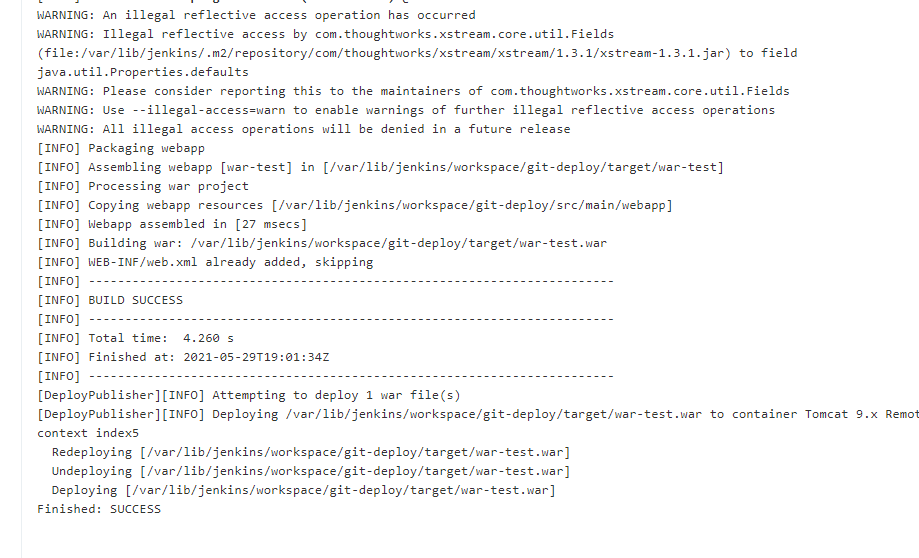 WARNING: An illegal reflective access operation has occurred
WARNING: Illegal reflective access by com.thoughtworks.xstream.core.util.Fields
(file:/var/lib/jenkins/.m2/repository/com/thoughtworks/xstream/xstream/1.3.1/xstream-1.3.1.jar) to field
java.util.Properties.defaults
WARNING: Please consider reporting this to the maintainers of com.thoughtworks.xstream.core.util.Fields
WARNING: Use --illegal-access=warn to enable warnings of further illegal reflective access operations
WARNING: All illegal access operations will be denied in a future release
[INFO] Packaging webapp
[INFO] Assembling webapp [war-test] in [/var/lib/jenkins/workspace/git-deploy/target/war-test]
[INFO] Processing war project
[INFO] Copying webapp resources [/var/lib/jenkins/workspace/git-deploy/src/main/webapp]
[INFO] Webapp assembled in [27 msecs]
[INFO] Building war: /var/lib/jenkins/workspace/git-deploy/target/war-test.war
[INFO] WEB-INF/web.xml already added, skipping
[INFO] ------------------------------------------------------------------------
[INFO] BUILD SUCCESS
[INFO] ------------------------------------------------------------------------
[INFO] Total time:  4.260 s
[INFO] Finished at: 2021-05-29T19:01:34Z
[INFO] ------------------------------------------------------------------------
[DeployPublisher][INFO] Attempting to deploy 1 war file(s)
[DeployPublisher][INFO] Deploying /var/lib/jenkins/workspace/git-deploy/target/war-test.war to container Tomcat 9.x Remot
context index5
  Redeploying [/var/lib/jenkins/workspace/git-deploy/target/war-test.war]
  Undeploying [/var/lib/jenkins/workspace/git-deploy/target/war-test.war]
  Deploying [/var/lib/jenkins/workspace/git-deploy/target/war-test.war]
Finished: SUCCESS